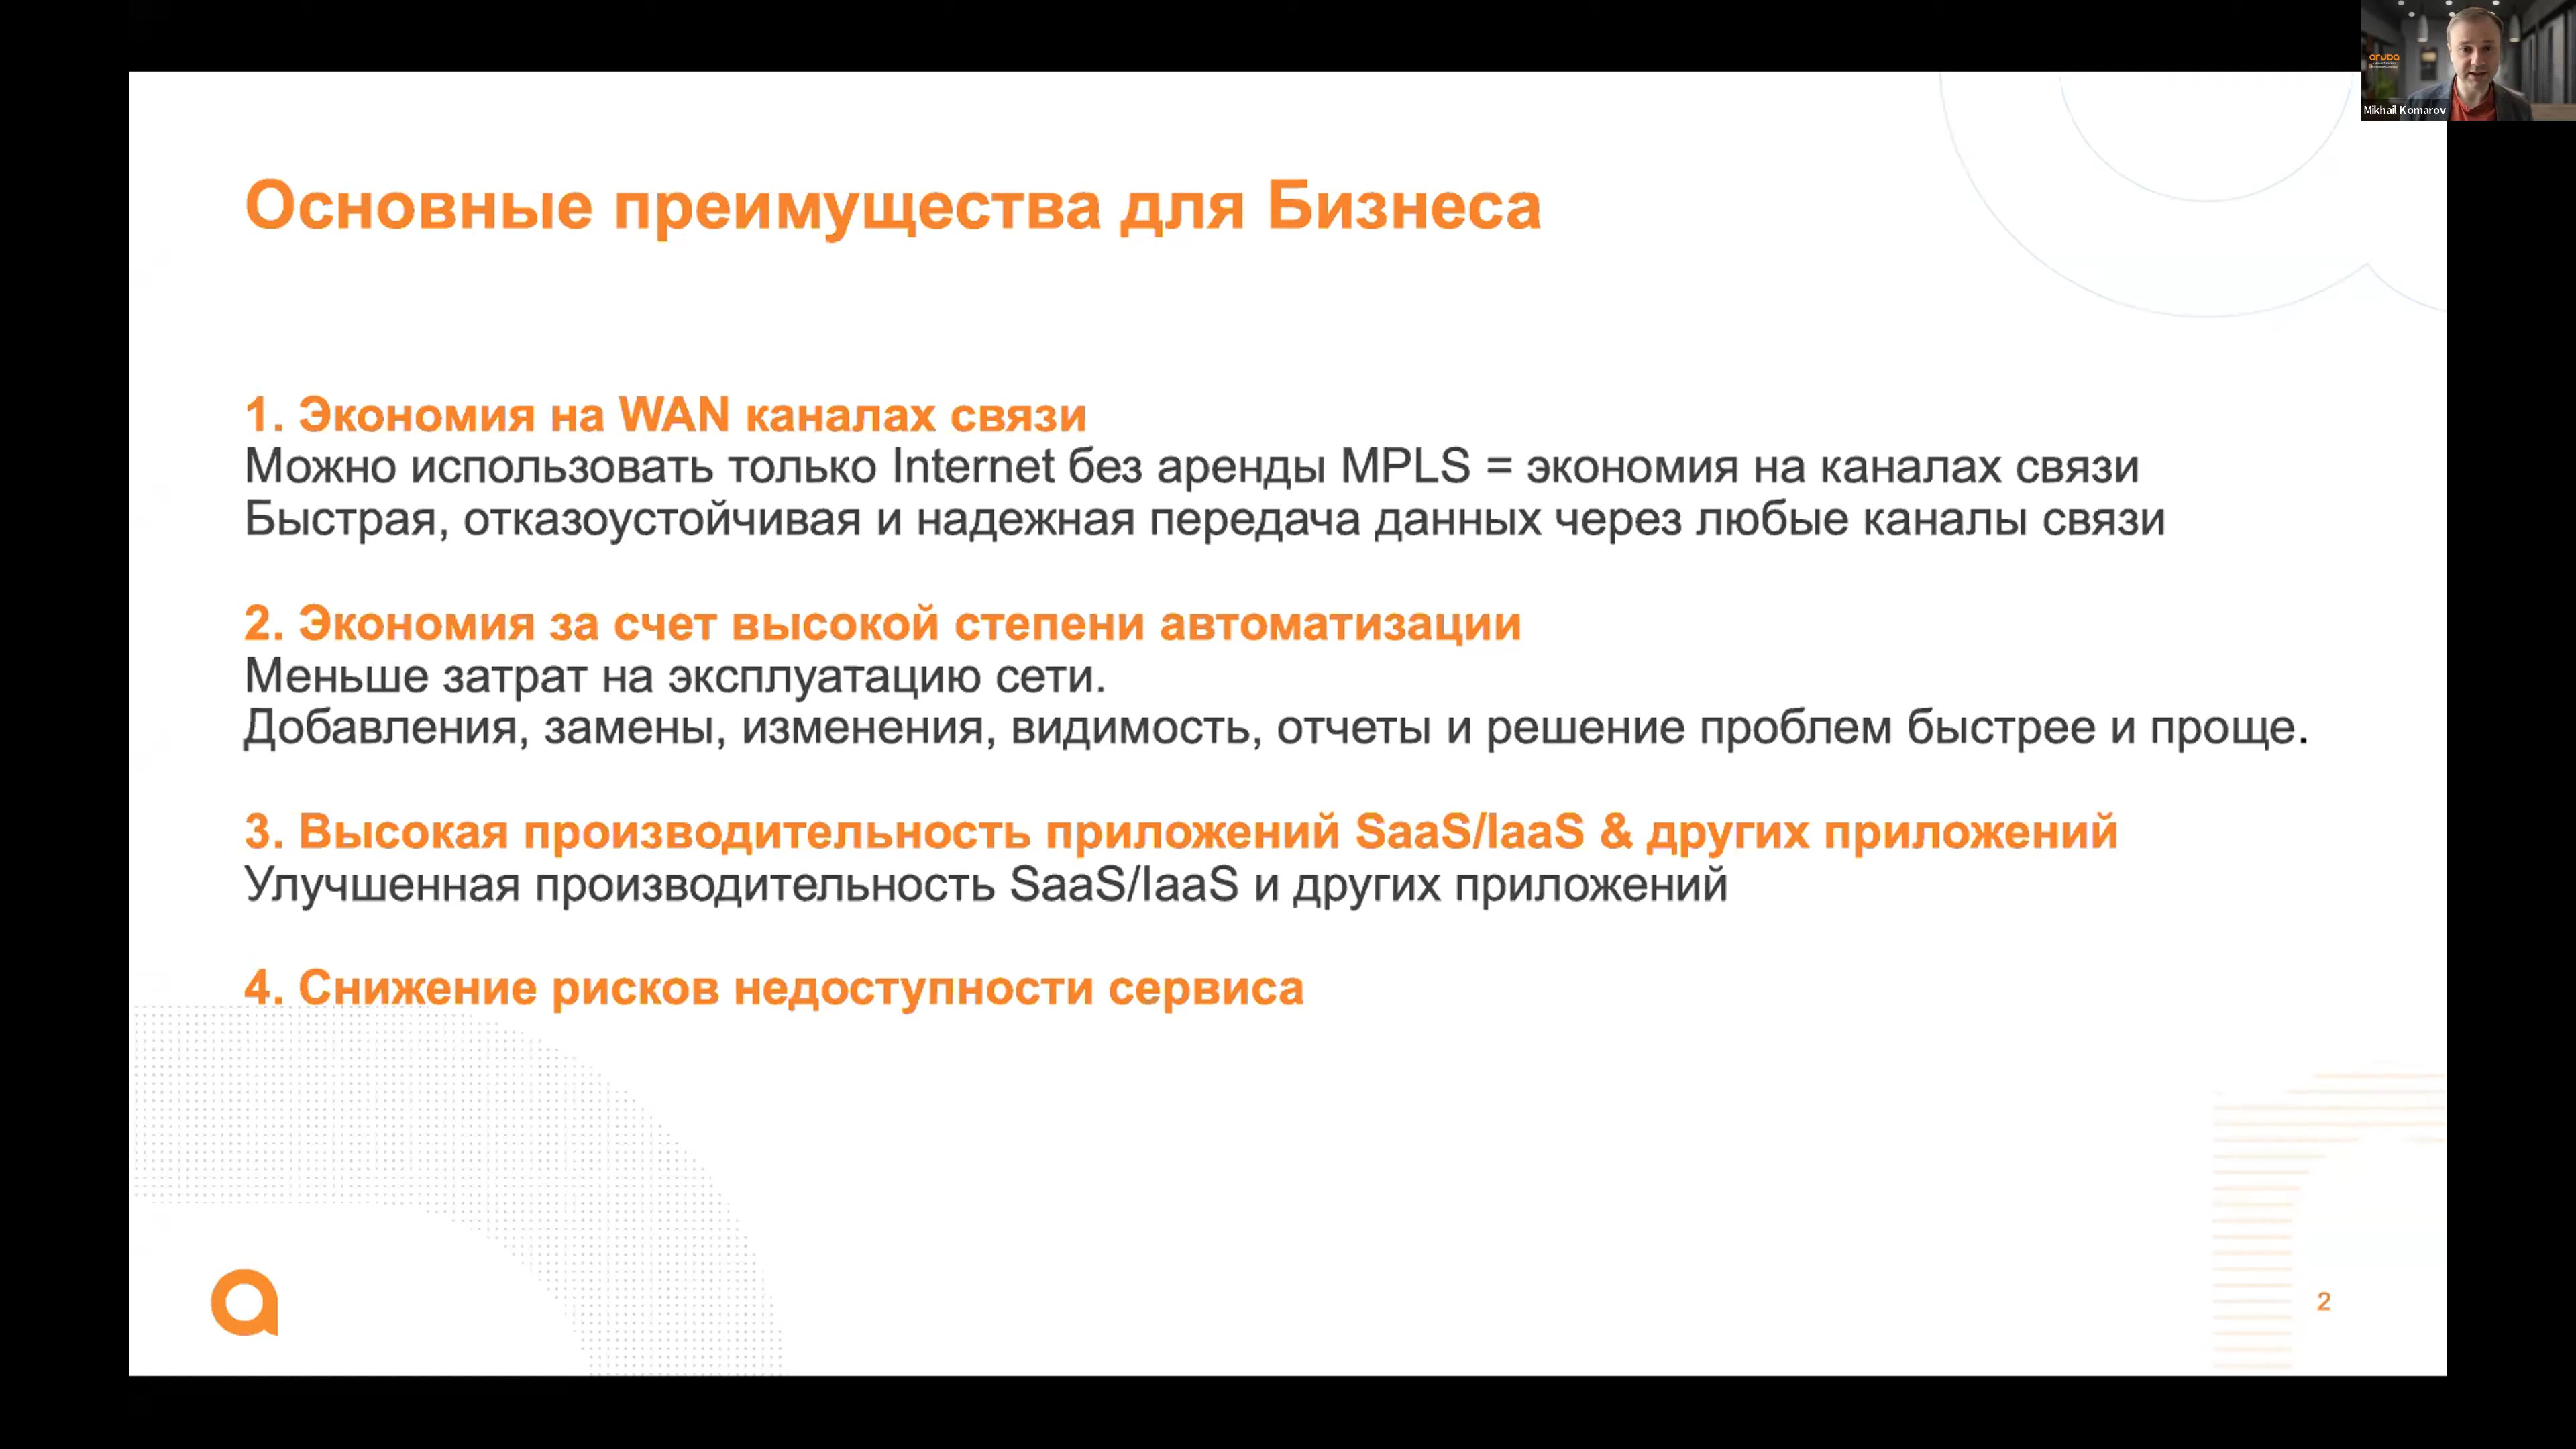 aruba
Mikhail Komarov
Основные преимущества для Бизнеса
1. Экономия на WAN каналах связи
Можно использовать только Internet без аренды MPLS = экономия на каналах связи
Быстрая, отказоустойчивая и надежная передача данных через любые каналы связи
2. Экономия за счет высокой степени автоматизации
Меньше затрат на эксплуатацию сети.
Добавления, замены, изменения, видимость, отчеты и решение проблем быстрее и проще.
3. Высокая производительность приложений SaaS/IaaS & других приложений
Улучшенная производительность SaaS/IaaS и других приложений
4. Снижение рисков недоступности сервиса
2